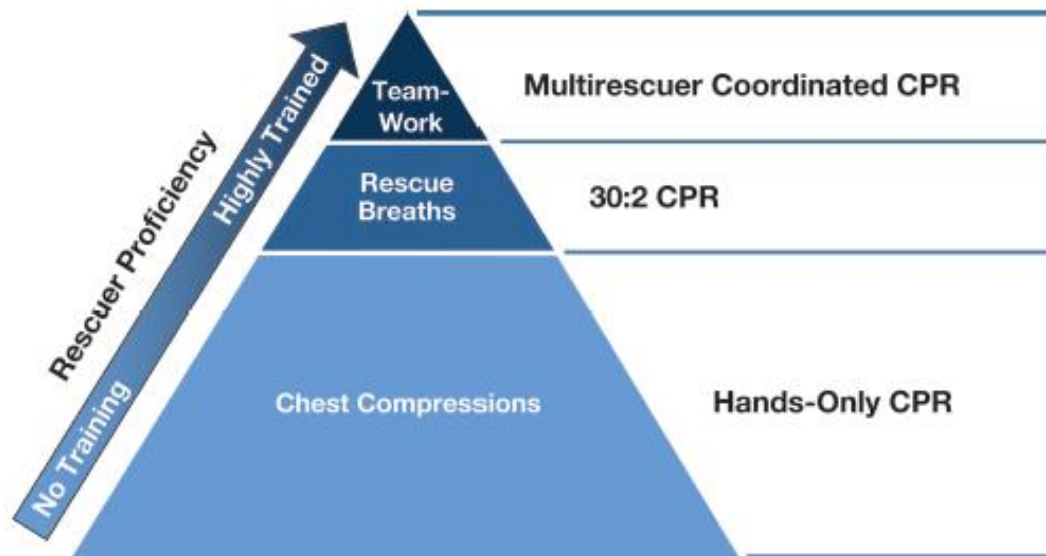 Rescuer Proficiency
No Training
Highly Trained
Team-
Work
Multirescuer Coordinated CPR
Rescue
Breaths
30:2 CPR
Chest Compressions
Hands-Only CPR